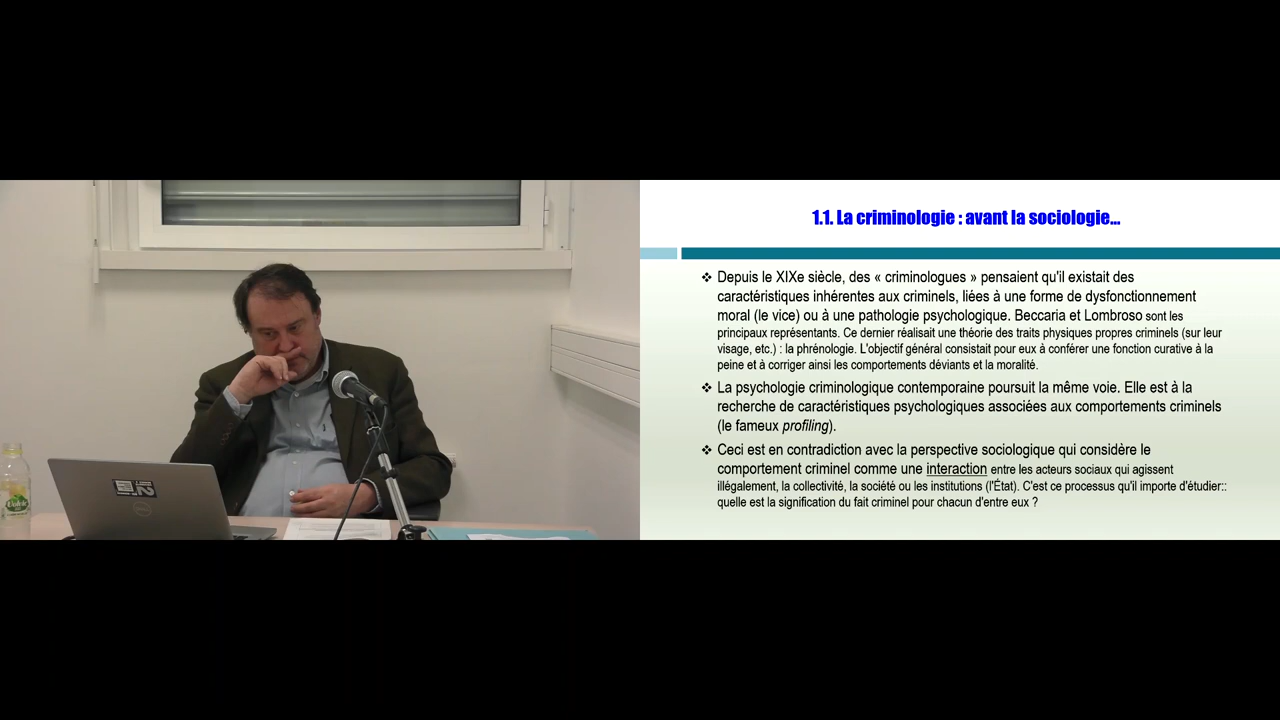 1.1. La criminologie : avant la sociologie...
❖ Depuis le XIXe siècle, des « criminologues » pensaient qu'il existait des
caractéristiques inhérentes aux criminels, liées à une forme de dysfonctionnement
moral (le vice) ou à une pathologie psychologique. Beccaria et Lombroso sont les
principaux représentants. Ce dernier réalisait une théorie des traits physiques propres criminels (sur leur
visage, etc.) : la phrénologie. L'objectif général consistait pour eux à conférer une fonction curative à la
peine et à corriger ainsi les comportements déviants et la moralité.
❖ La psychologie criminologique contemporaine poursuit la même voie. Elle est à la
recherche de caractéristiques psychologiques associées aux comportements criminels
(le fameux profiling).
❖ Ceci est en contradiction avec la perspective sociologique qui considère le
comportement criminel comme une interaction entre les acteurs sociaux qui agissent
illégalement, la collectivité, la société ou les institutions (l'État). C'est ce processus qu'il importe d'étudier::
quelle est la signification du fait criminel pour chacun d'entre eux ?
DELL